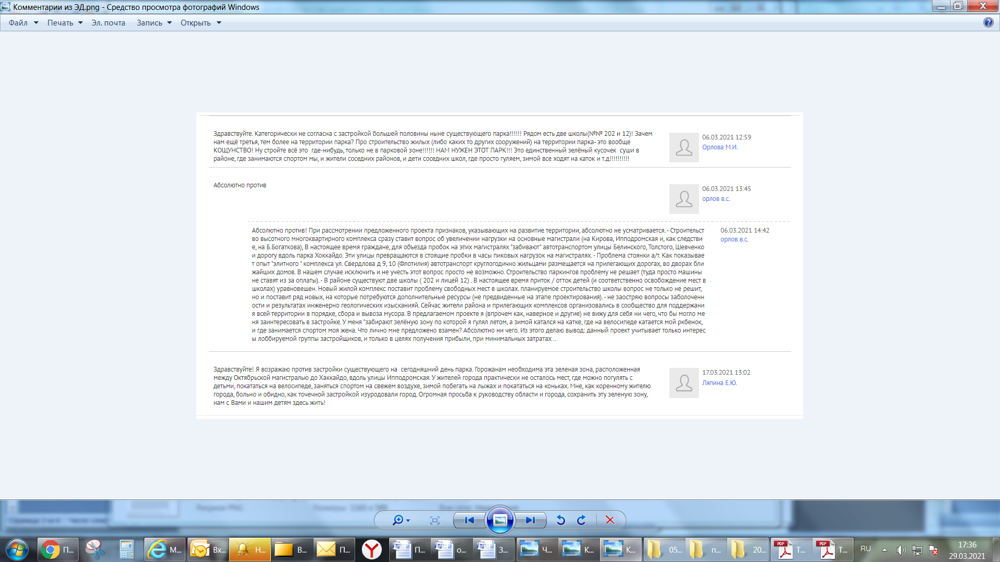 Комментарии из ЭД.png - Средство просмотра фотографий Windows
Файл Печать Эл. почта Запись Открыть
Здравствуйте. Категорически не согласна с застройкой большей половины ныне существующего парка!!!!!! Рядом есть две школы(№№ 202 и 12)! Зачем
нам ещё третья, тем более на территории парка? Про строительство жилых (либо каких то других сооружений) на территории парка- это вообще
КОЩУНСТВО! Ну стройте всё это где-нибудь, только не в парковой зоне!!!!!! НАМ НУЖЕН ЭТОТ ПАРК!!! Это единственный зелёный кусочек суши в
районе, где занимаются спортом мы, и жители соседних районов, и дети соседних школ, где просто гуляем, зимой все ходят на каток и т.д!!!!!!!!!!
06.03.2021 12:59
Орлова М.И.
Абсолютно против
06.03.2021 13:45
орлов в.с.
Абсолютно против! При рассмотрении предложенного проекта признаков, указывающих на развитие территории, абсолютно не усматривается. - Строительст
во высотного многоквартирного комплекса сразу ставит вопрос об увеличении нагрузки на основные магистрали (на Кирова, Ипподромская и, как следстви
е, на Б.Богаткова), В настоящее время граждане, для объезда пробок на этих магистралях "забивают" автотранспортом улицы Белинского, Толстого, Шевченко
и дорогу вдоль парка Хоккайдо. Эти улицы превращаются в стоящие пробки в часы пиковых нагрузок на магистралях. - Проблема стоянки а/т. Как показывае
т опыт "элитного " комплекса ул. Свердлова д 9, 10 (Флотилия) автотранспорт круглогодично жильцами размещается на прилегающих дорогах, во дворах бли
жайших домов. В нашем случае исключить и не учесть этот вопрос просто не возможно. Строительство паркингов проблему не решает (туда просто машины
не ставят из за оплаты). - В районе существуют две школы ( 202 и лицей 12) . В настоящее время приток / отток детей (и соответственно освобождение мест в
школах) уравновешен. Новый жилой комплекс поставит проблему свободных мест в школах. планируемое строительство школы вопрос не только не решит,
но и поставит ряд новых, на которые потребуются дополнительные ресурсы (не предвиденные на этапе проектирования). - не заостряю вопросы заболоченн
ости и результатах инженерно геологических изысканияй. Сейчас жители района и прилегающих комплексов организовались в сообщество для поддержани
я всей территории в порядке, сбора и вывоза мусора. В предлагаемом проекте я (впрочем как, наверное и другие) не вижу для себя ни чего, что бы могло ме
ня заинтересовать в застройке. У меня "забирают зелёную зону по которой я гулял летом, а зимой катался на катке, где на велосипеде катается мой ркбенок,
и где занимается спортом моя жена. Что лично мне предложено взамен? Абсолютно ни чего. Из этого делаю вывод: данный проект учитывает только интерес
ы лоббируемой группы застройщиков, и только в целях получения прибыли, при минимальных затратах ..
06.03.2021 14:42
орлов в.с.
Здравствуйте! Я возражаю против застройки существующего на сегодняшний день парка. Горожанам необходима эта зеленая зона, расположенная
между Октябрьской магистралью до Хаккайдо, вдоль улицы Ипподромская. У жителей города практически не осталось мест, где можно погулять с
детьми, покататься на велосипеде, заняться спортом на свежем воздухе, зимой побегать на лыжах и покататься на коньках. Мне, как коренному жителю
города, больно и обидно, как точечной застройкой изуродовали город. Огромная просьба к руководству области и города, сохранить эту зеленую зону,
нам с Вами и нашим детям здесь жить!
17.03.2021 13:02
Ляпина Е.Ю.
П... М... Вх... Н... В... П... П... о... З... Ч... К... К... 05... п... 20... Т... Т... RU
17:36
29.03.2021